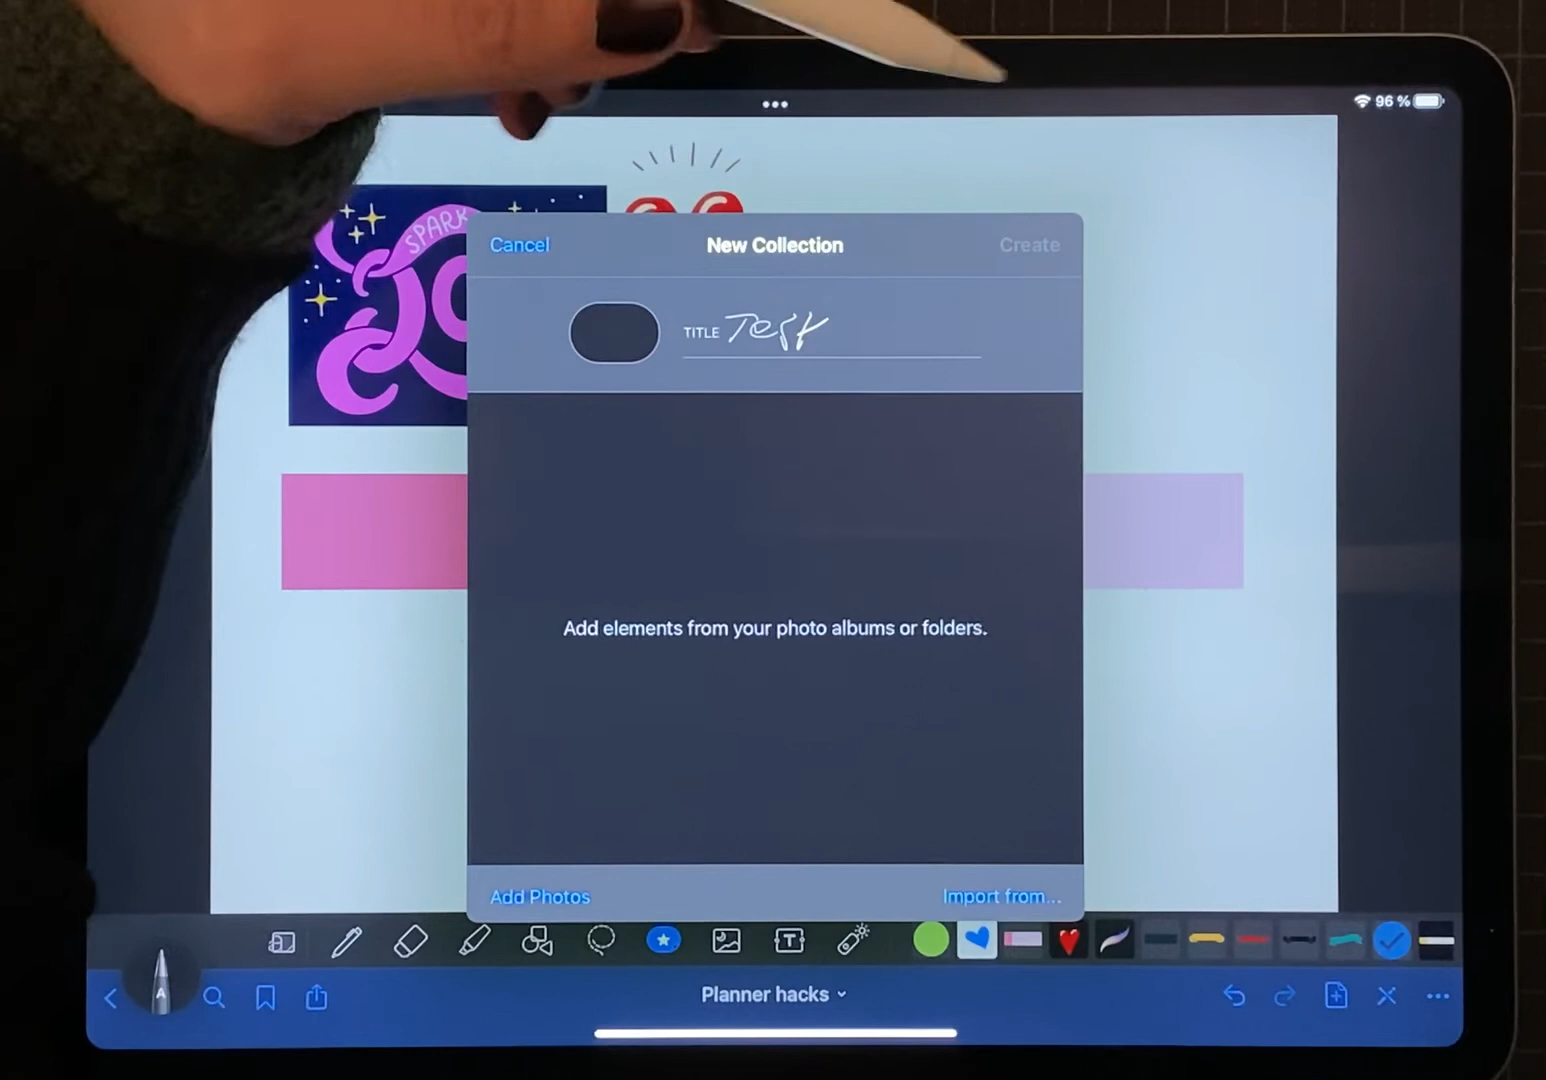 96 %
SPARK
JO
Cancel New Collection Create
TITLE Test
Add elements from your photo albums or folders.
Add Photos Import from...
T
A
Planner hacks